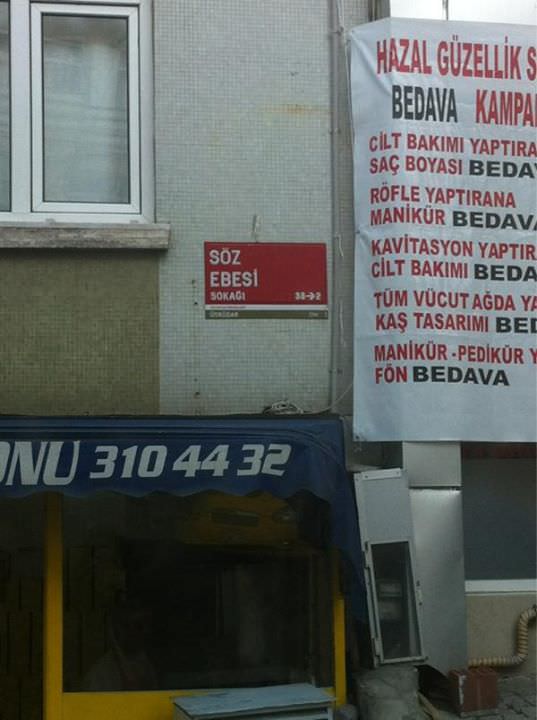 SÖZ
EBESİ
SOKAĞI 38→2
ÜSKÜDAR
HAZAL GÜZELLİK S
BEDAVA KAMPA
CİLT BAKIMI YAPTIRA
SAÇ BOYASI BEDAV
RÖFLE YAPTIRANA
MANİKÜR BEDAVA
KAVİTASYON YAPTIR
CİLT BAKIMI BEDA
TÜM VÜCUT AĞDA YA
KAŞ TASARIMI BED
MANİKÜR - PEDİKÜR Y
FÖN BEDAVA
ONU 310 44 32